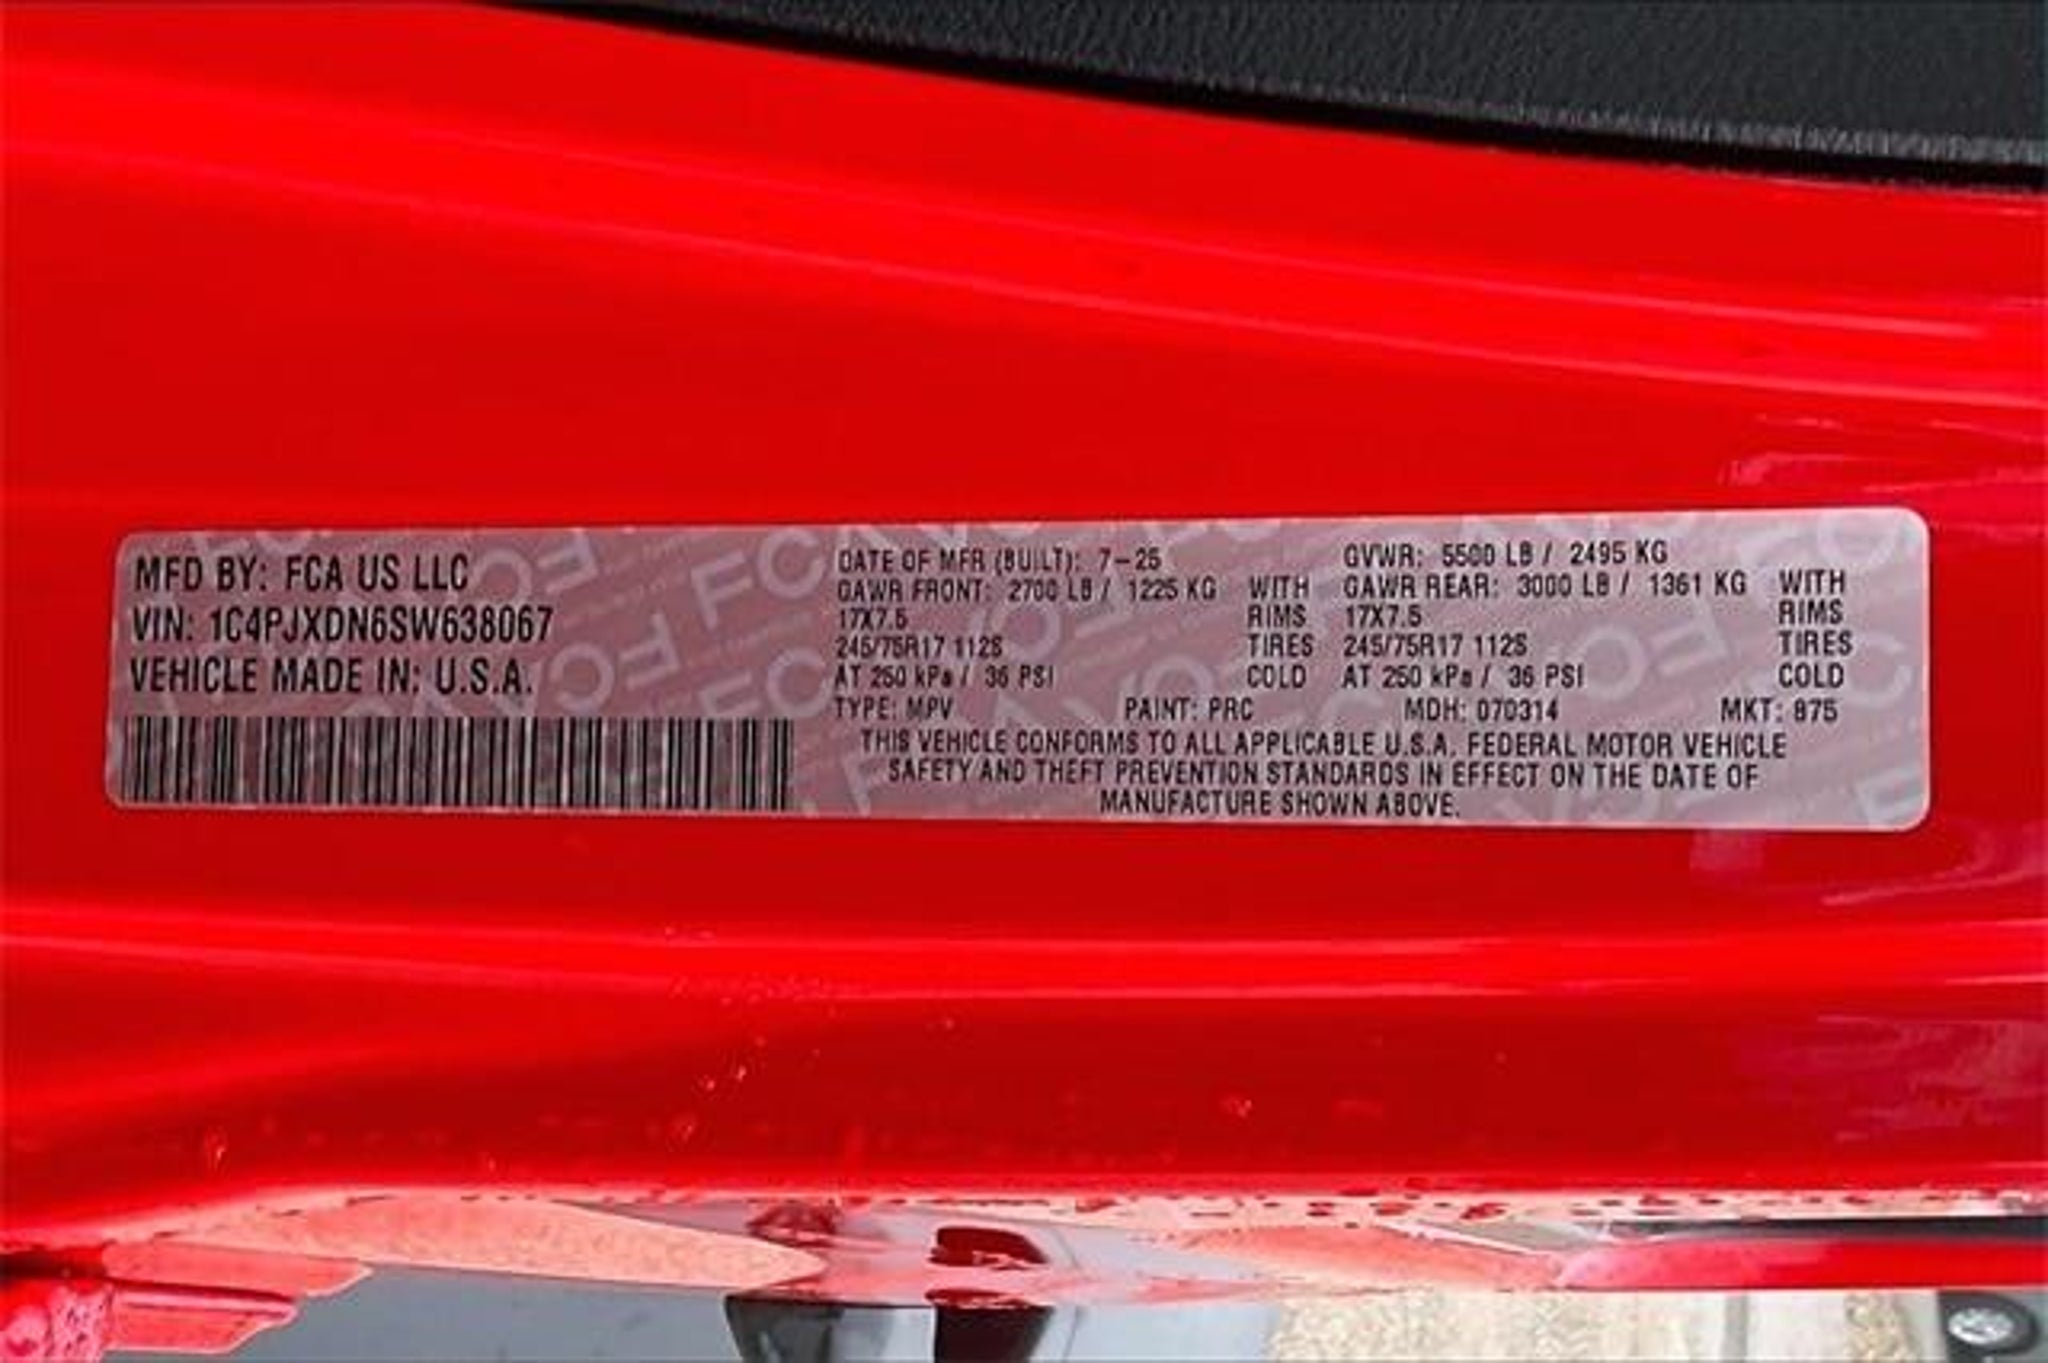 MFD BY: FCA US LLC
VIN: 1C4PJXDN6SW638067
VEHICLE MADE IN: U.S.A.
DATE OF MFR (BUILT): 7-25 GVWR: 5500 LB / 2495 KG
GAWR FRONT: 2700 LB / 1225 KG WITH GAWR REAR: 3000 LB / 1361 KG WITH
17X7.5 RIMS 17X7.5 RIMS
245/75R17 112S TIRES 245/75R17 112S TIRES
AT 250 kPa / 36 PSI COLD AT 250 kPa / 36 PSI COLD
TYPE: MPV PAINT: PRC MDH: 070314 MKT: 875
THIS VEHICLE CONFORMS TO ALL APPLICABLE U.S.A. FEDERAL MOTOR VEHICLE
SAFETY AND THEFT PREVENTION STANDARDS IN EFFECT ON THE DATE OF
MANUFACTURE SHOWN ABOVE.